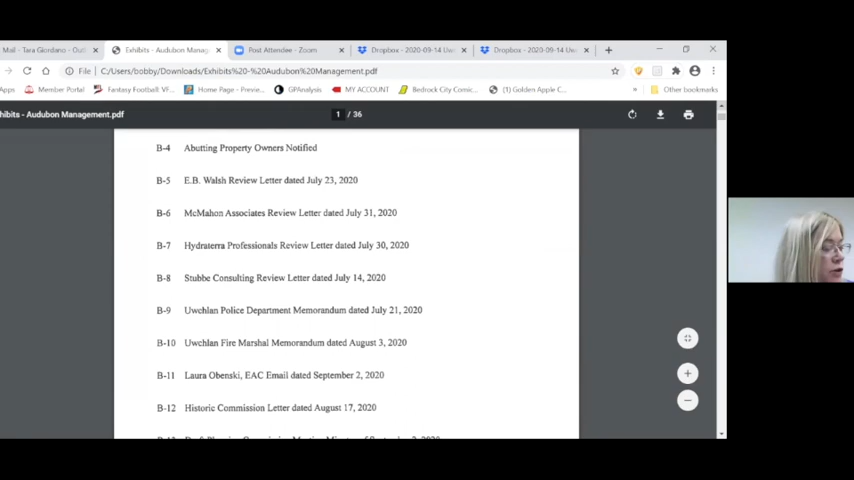 Mail - Tara Giordano - Out
Exhibits - Audubon Manag
Post Attendee - Zoom
Dropbox - 2020-09-14 Uw
Dropbox - 2020-09-14 Uw
File | C:/Users/bobby/Downloads/Exhibits%20-%20Audubon%20Management.pdf
Apps
Member Portal
Fantasy Football: VF...
Home Page - Previe...
GPAnalysis
MY ACCOUNT
Bedrock City Comic...
(1) Golden Apple C...
Other bookmarks
hibits - Audubon Management.pdf
1 / 36
B-4 Abutting Property Owners Notified
B-5 E.B. Walsh Review Letter dated July 23, 2020
B-6 McMahon Associates Review Letter dated July 31, 2020
B-7 Hydraterra Professionals Review Letter dated July 30, 2020
B-8 Stubbe Consulting Review Letter dated July 14, 2020
B-9 Uwchlan Police Department Memorandum dated July 21, 2020
B-10 Uwchlan Fire Marshal Memorandum dated August 3, 2020
B-11 Laura Obenski, EAC Email dated September 2, 2020
B-12 Historic Commission Letter dated August 17, 2020